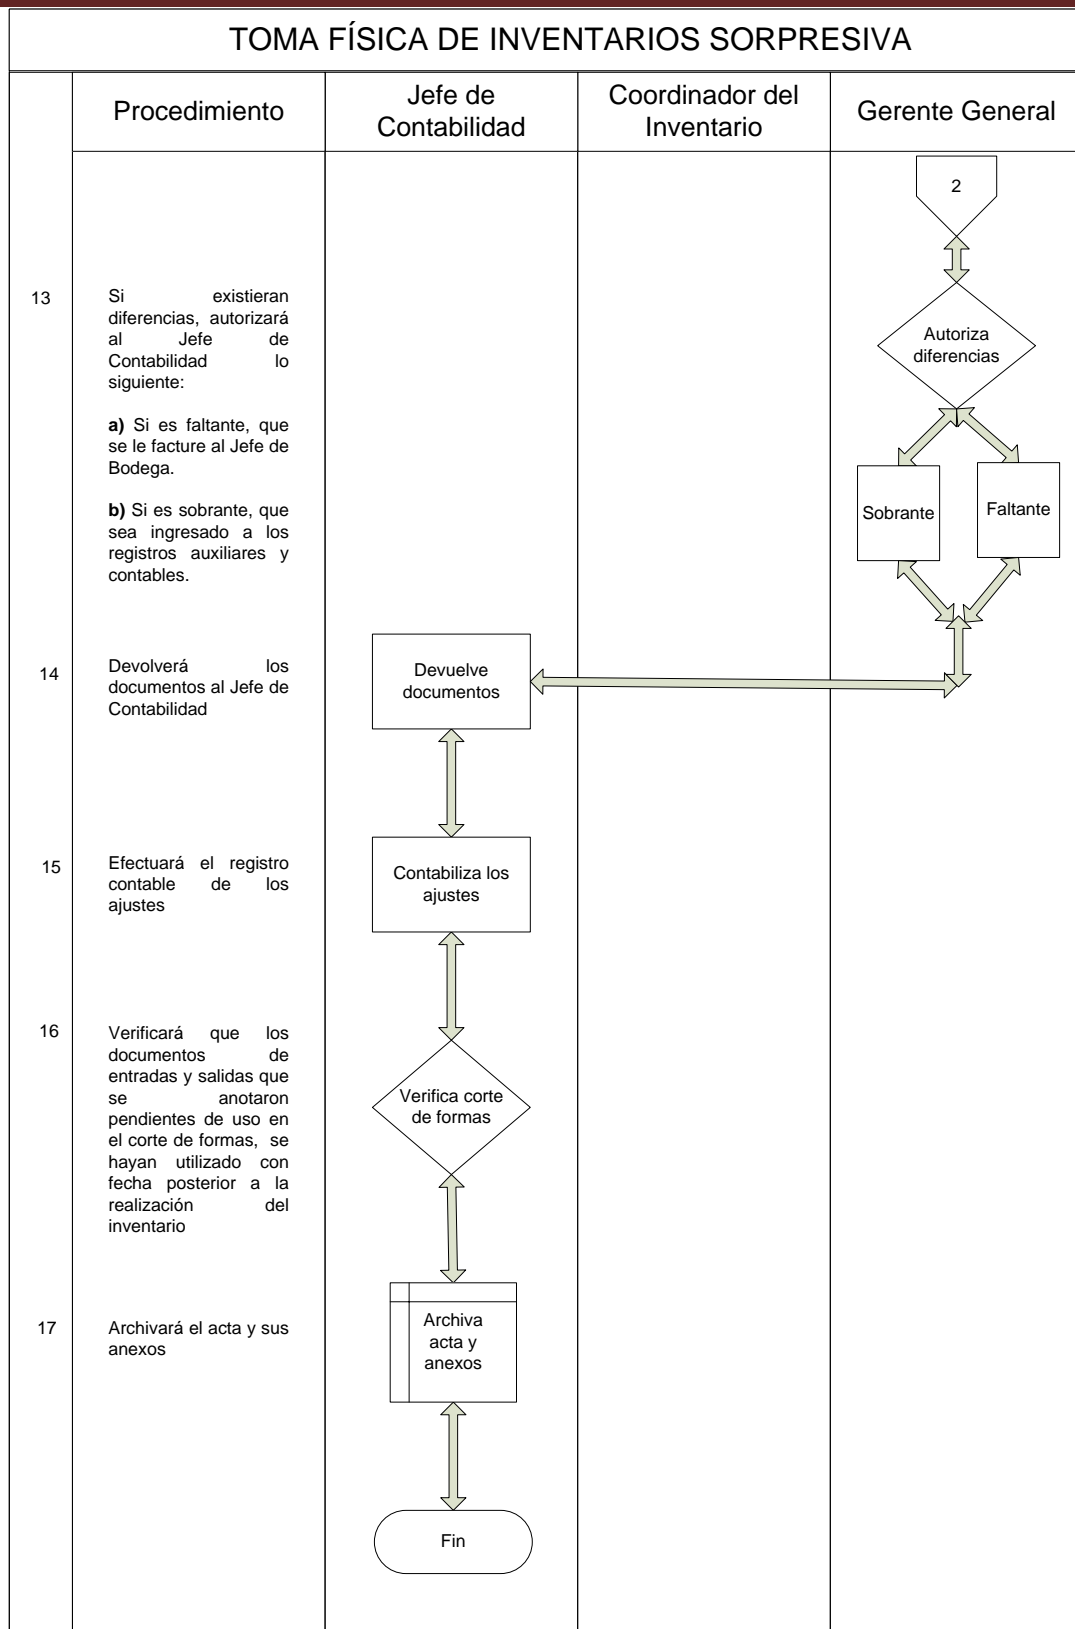 TOMA FÍSICA DE INVENTARIOS SORPRESIVA
Procedimiento
Jefe de
Contabilidad
Coordinador del
Inventario
Gerente General
2
13
Si existieran
diferencias, autorizará
al Jefe de
Contabilidad lo
siguiente:
a) Si es faltante, que
se le facture al Jefe de
Bodega.
b) Si es sobrante, que
sea ingresado a los
registros auxiliares y
contables.
Autoriza
diferencias
Sobrante
Faltante
14
Devolverá los
documentos al Jefe de
Contabilidad
Devuelve
documentos
15
Efectuará el registro
contable de los
ajustes
Contabiliza los
ajustes
16
Verificará que los
documentos de
entradas y salidas que
se anotaron
pendientes de uso en
el corte de formas, se
hayan utilizado con
fecha posterior a la
realización del
inventario
Verifica corte
de formas
17
Archivará el acta y sus
anexos
Archiva
acta y
anexos
Fin